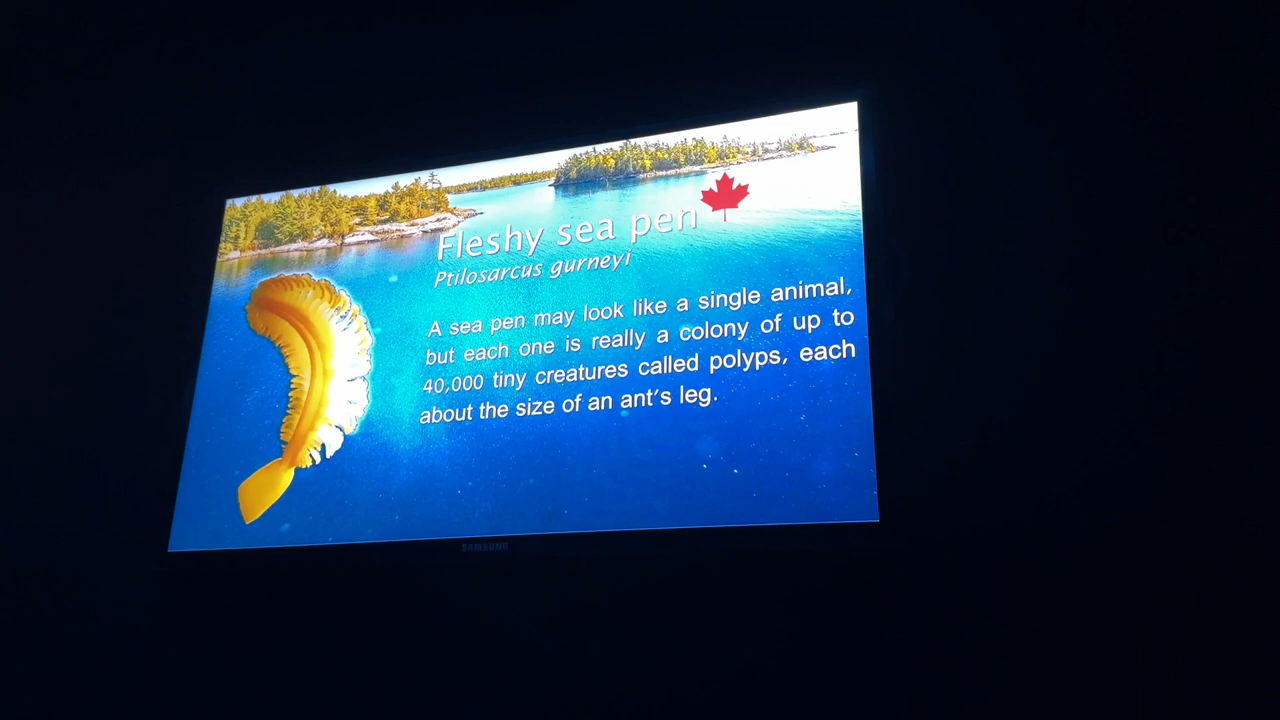 Fleshy sea pen
Ptilosarcus gurneyi
A sea pen may look like a single animal,
but each one is really a colony of up to
40,000 tiny creatures called polyps, each
about the size of an ant's leg.
SAMSUNG